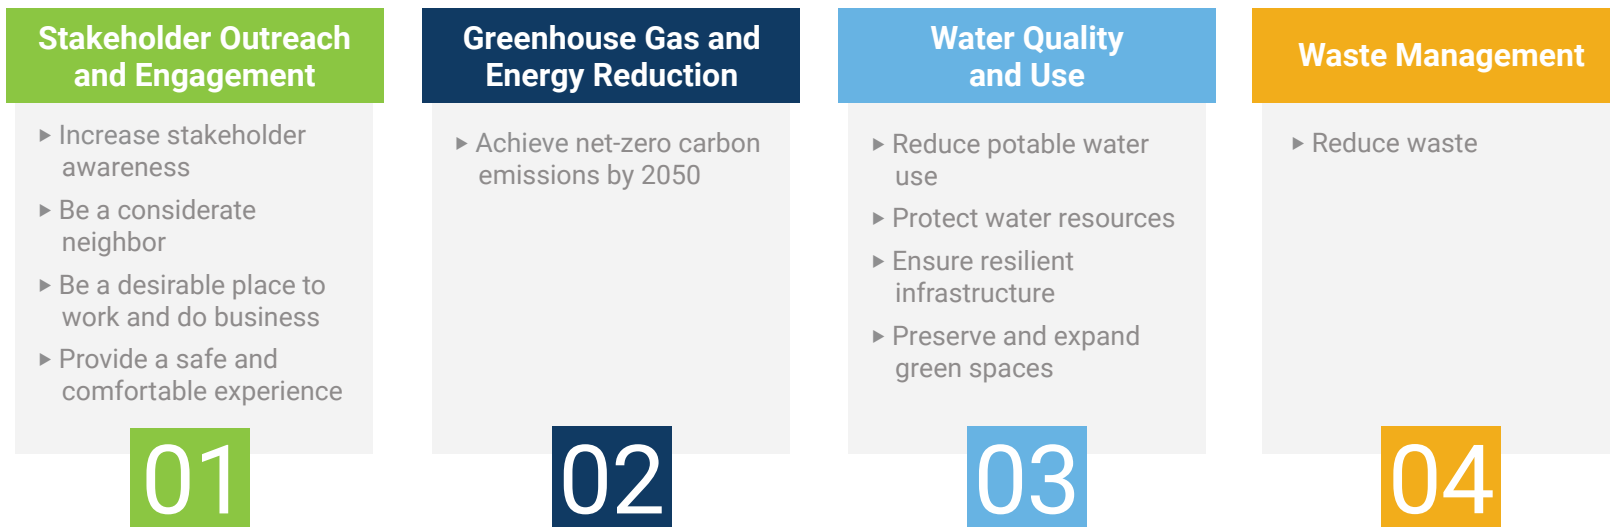 Stakeholder Outreach
and Engagement
▶ Increase stakeholder
awareness
▶ Be a considerate
neighbor
▶ Be a desirable place to
work and do business
▶ Provide a safe and
comfortable experience
01
Greenhouse Gas and
Energy Reduction
▶ Achieve net-zero carbon
emissions by 2050
02
Water Quality
and Use
▶ Reduce potable water
use
▶ Protect water resources
▶ Ensure resilient
infrastructure
▶ Preserve and expand
green spaces
03
Waste Management
▶ Reduce waste
04